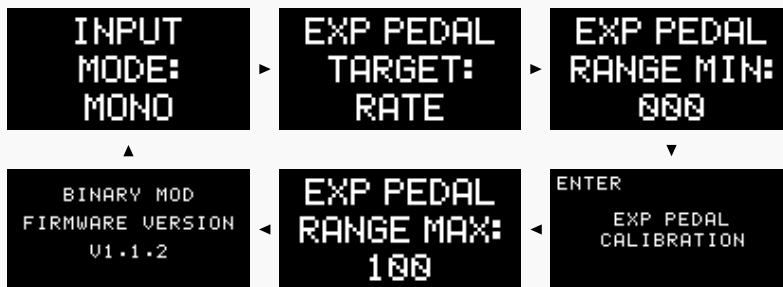 INPUT
MODE:
MONO
EXP PEDAL
TARGET:
RATE
EXP PEDAL
RANGE MIN:
000
ENTER
EXP PEDAL
CALIBRATION
EXP PEDAL
RANGE MAX:
100
BINARY MOD
FIRMWARE VERSION
V1.1.2